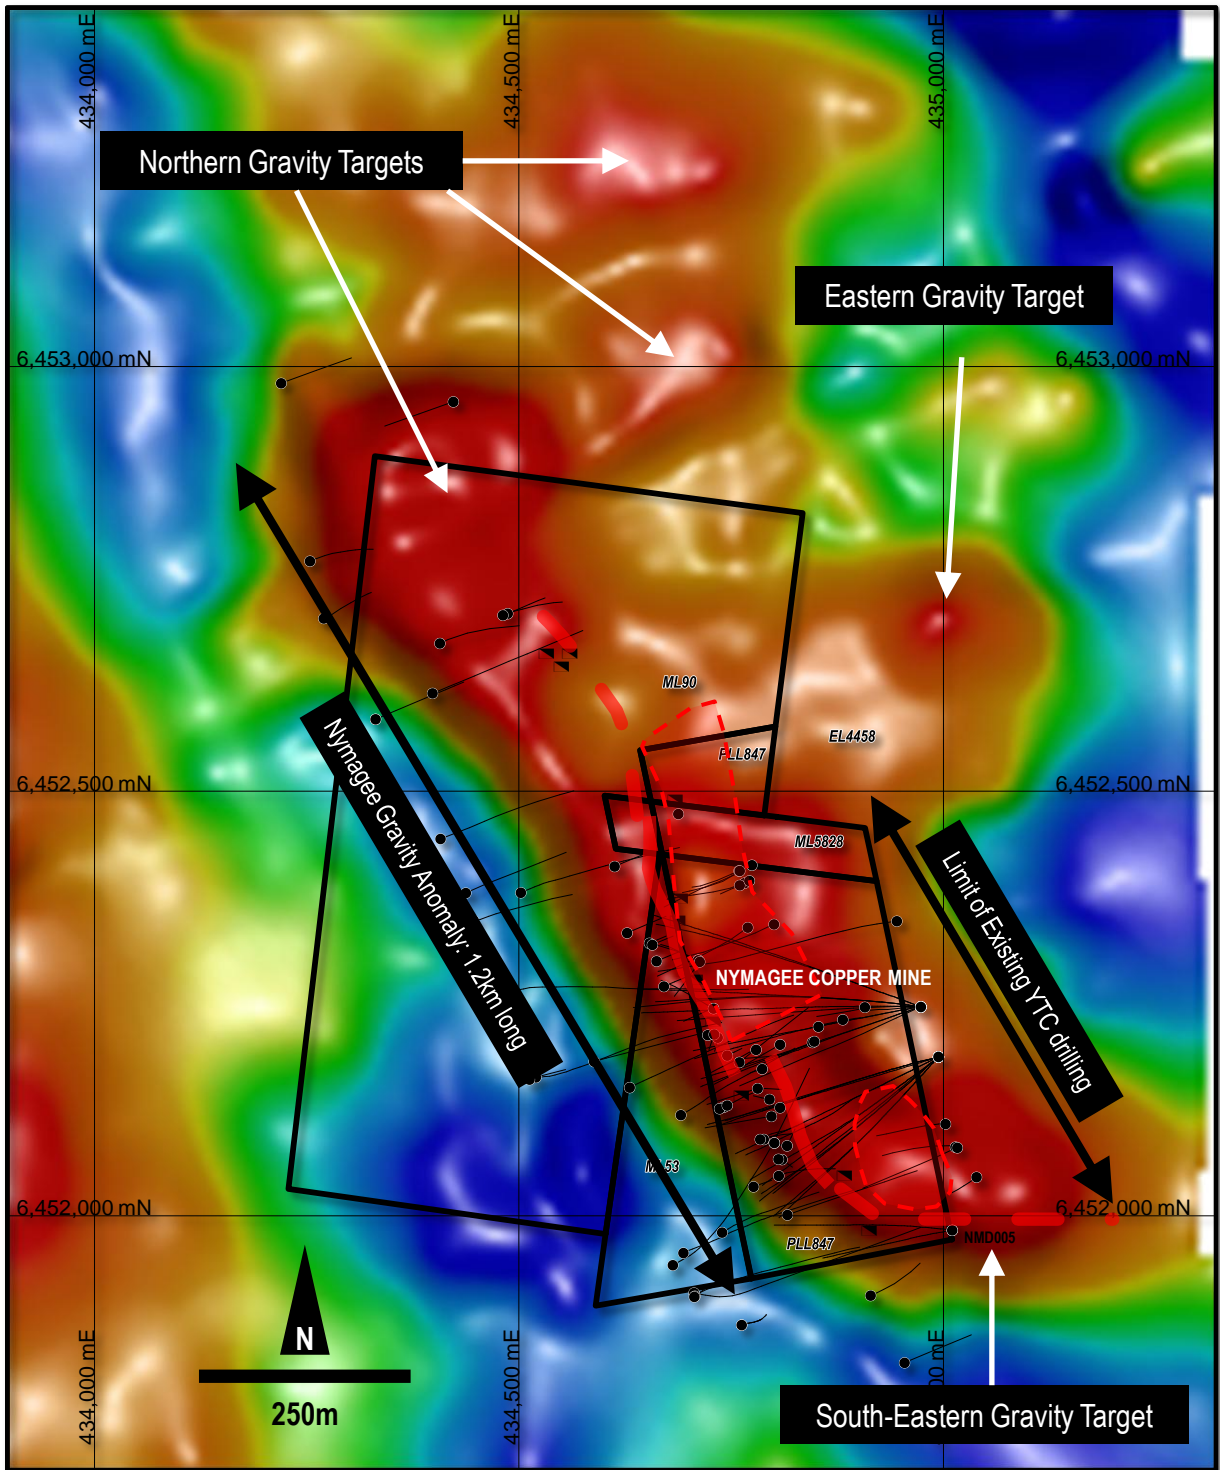 434,000 mE
434,500 mE
435,000 mE
Northern Gravity Targets
Eastern Gravity Target
6,453,000 mN
6,453,000 mN
ML90
EL4458
PLL847
6,452,500 mN
6,452,500 mN
ML5828
Nymagee Gravity Anomaly: 1.2km long
Limit of Existing YTC drilling
NYMAGEE COPPER MINE
ML53
6,452,000 mN
6,452,000 mN
PLL847
NMD005
N
250m
434,000 mE
434,500 mE
00 mE
South-Eastern Gravity Target